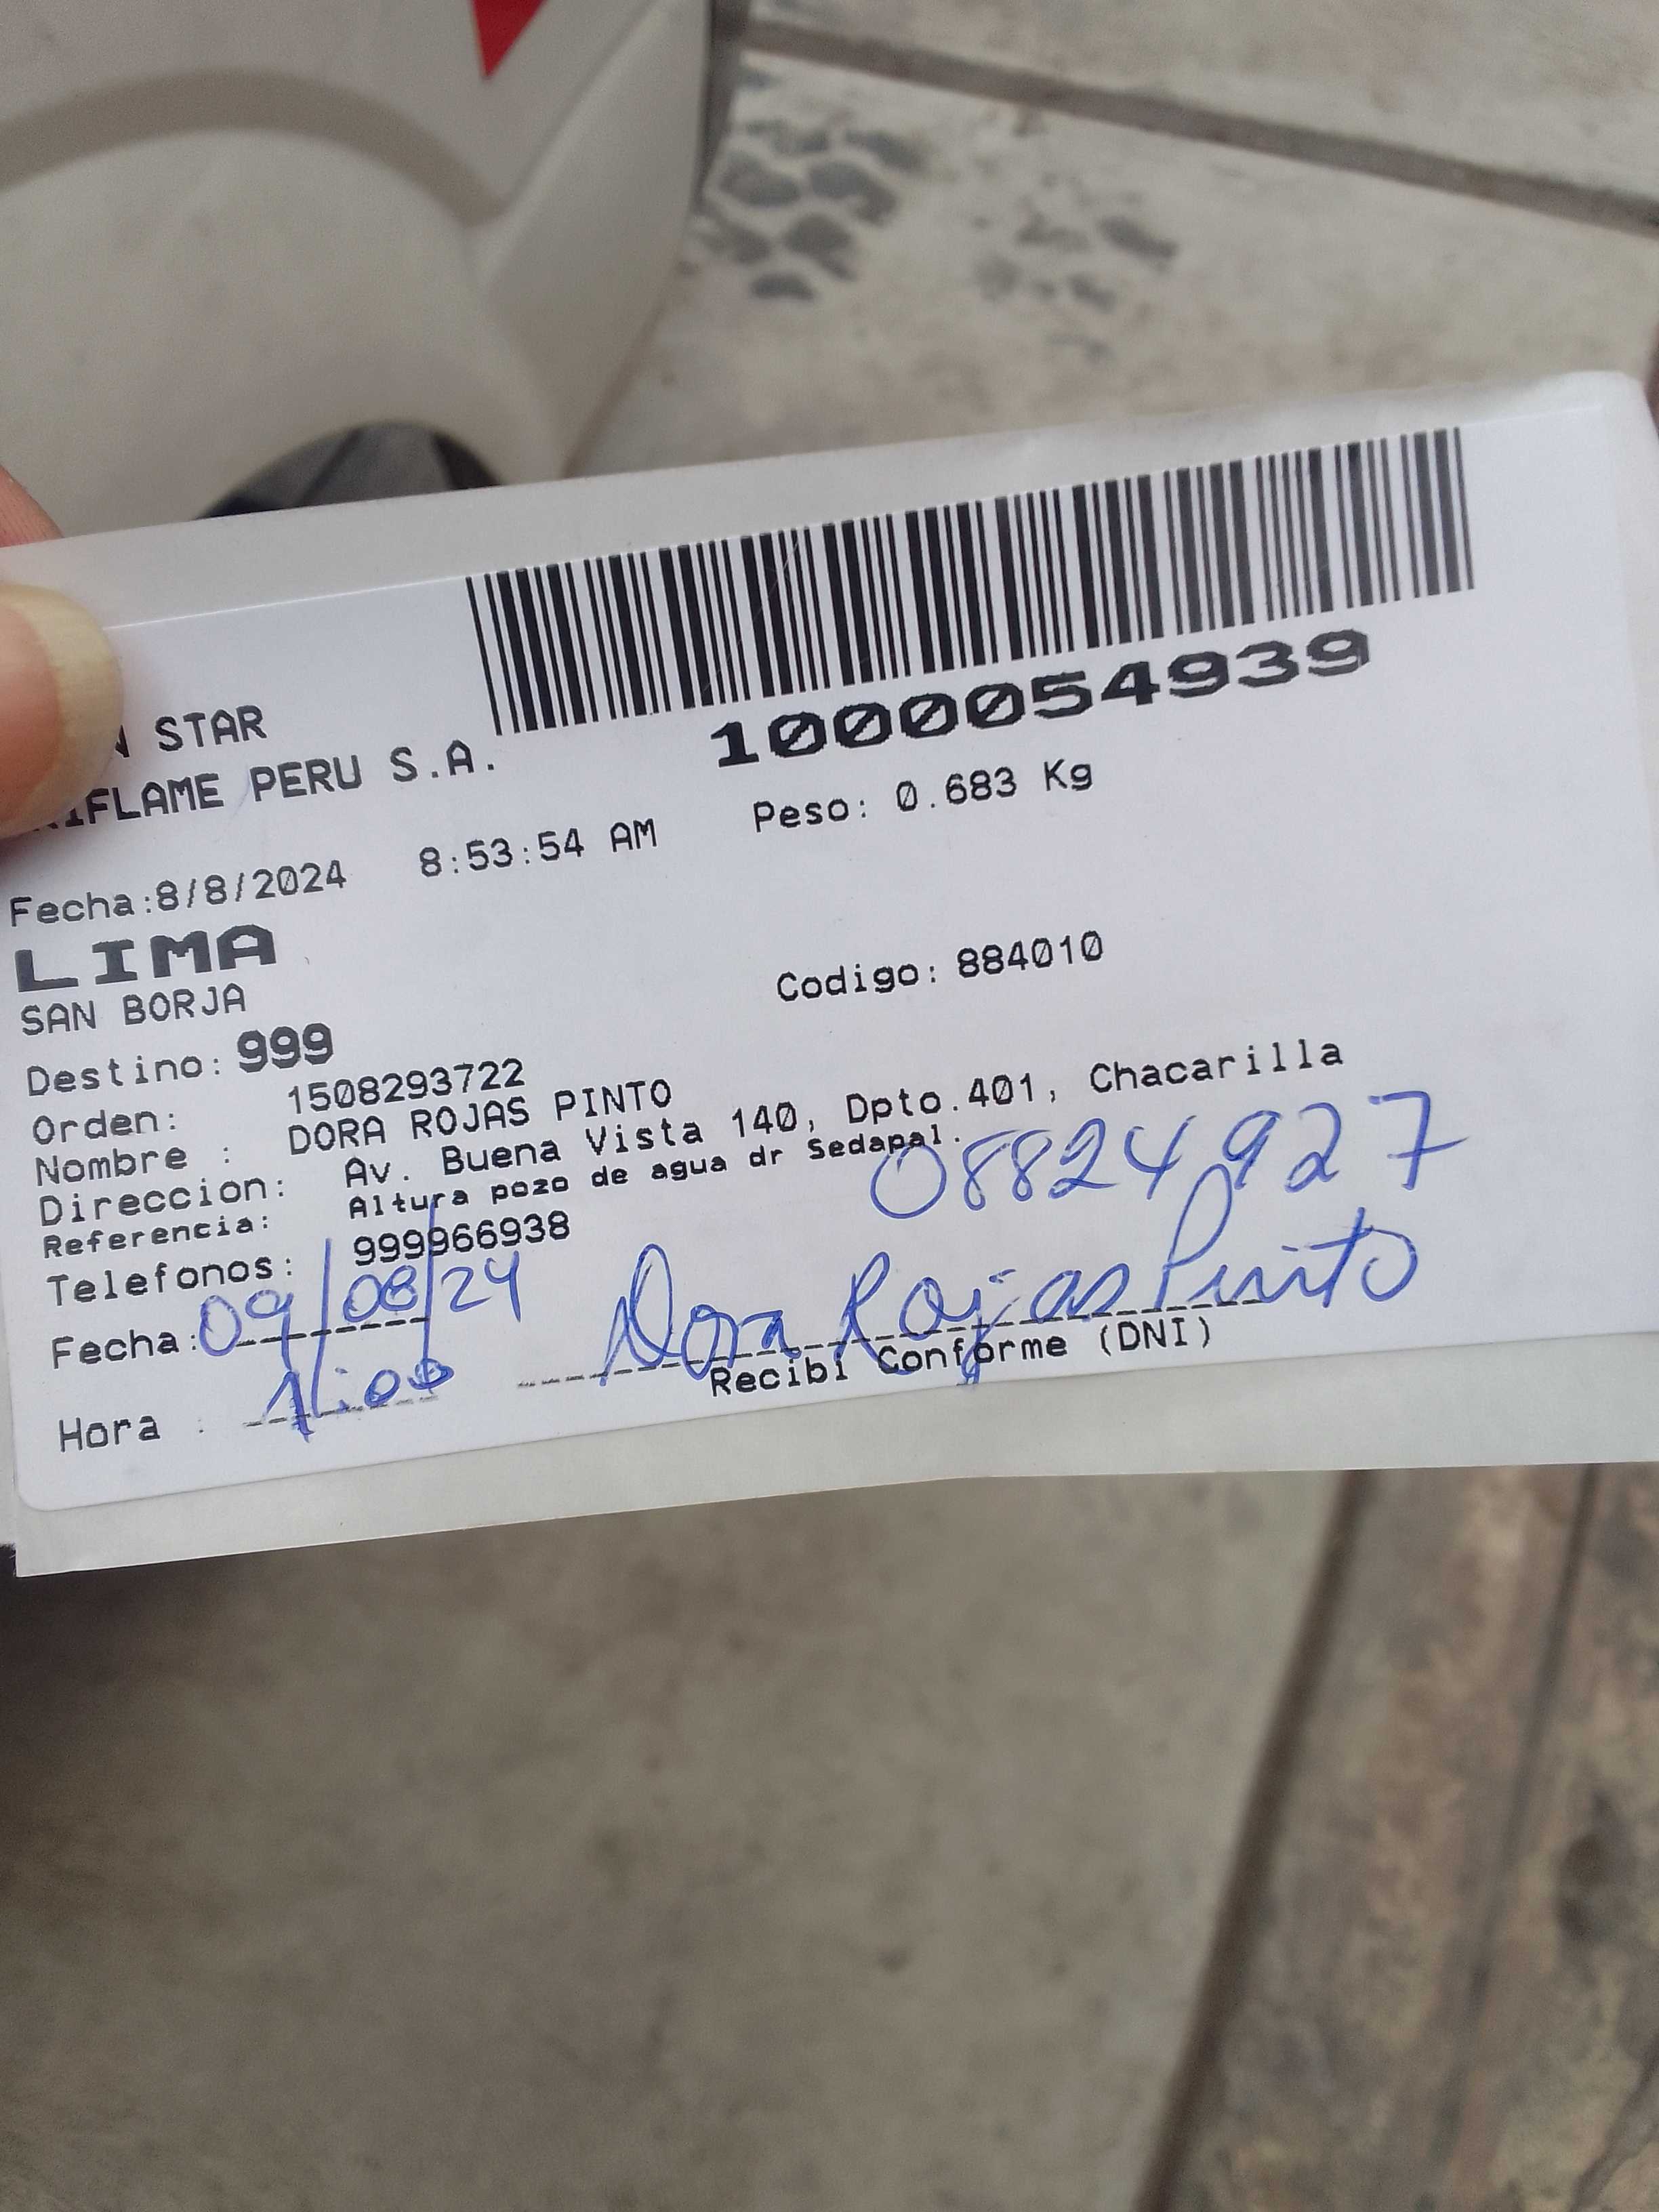 1000054939
STAR
IFLAME PERU S.A.
Peso: 0.683 Kg
Fecha:8/8/2024 8:53:54 AM
LIMA
SAN BORJA
Codigo: 884010
Destino: 999
Orden: 1508293722
Nombre : DORA ROJAS PINTO
Direccion: Av. Buena Vista 140, Dpto.401, Chacarilla
Referencia: Altura pozo de agua dr Sedapal.
08824927
Telefonos: 999966938
Fecha: 09/08/24
Dora Rojas Pinto
Recibi Conforme (DNI)
Hora :